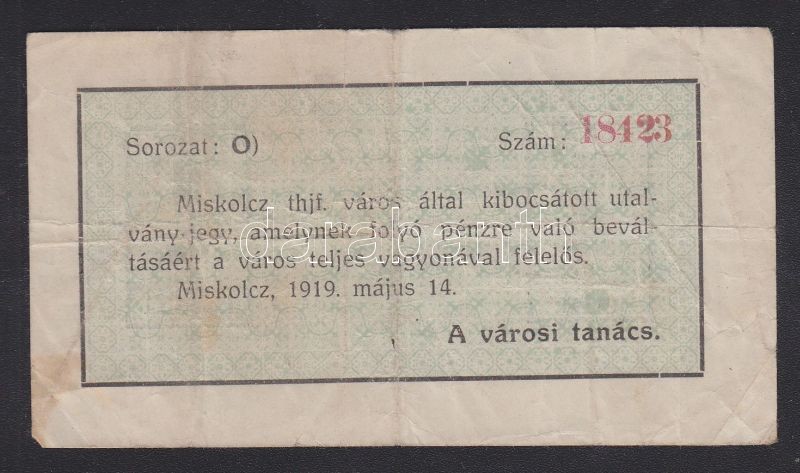 Sorozat: O)
Szám: 18423
Miskolcz thjf. város által kibocsátott utal-
vány-jegy, amelynek folyó pénzre való bevál-
tásáért a város teljes vagyonával felelős.
Miskolcz, 1919. május 14.
A városi tanács.
darabanth